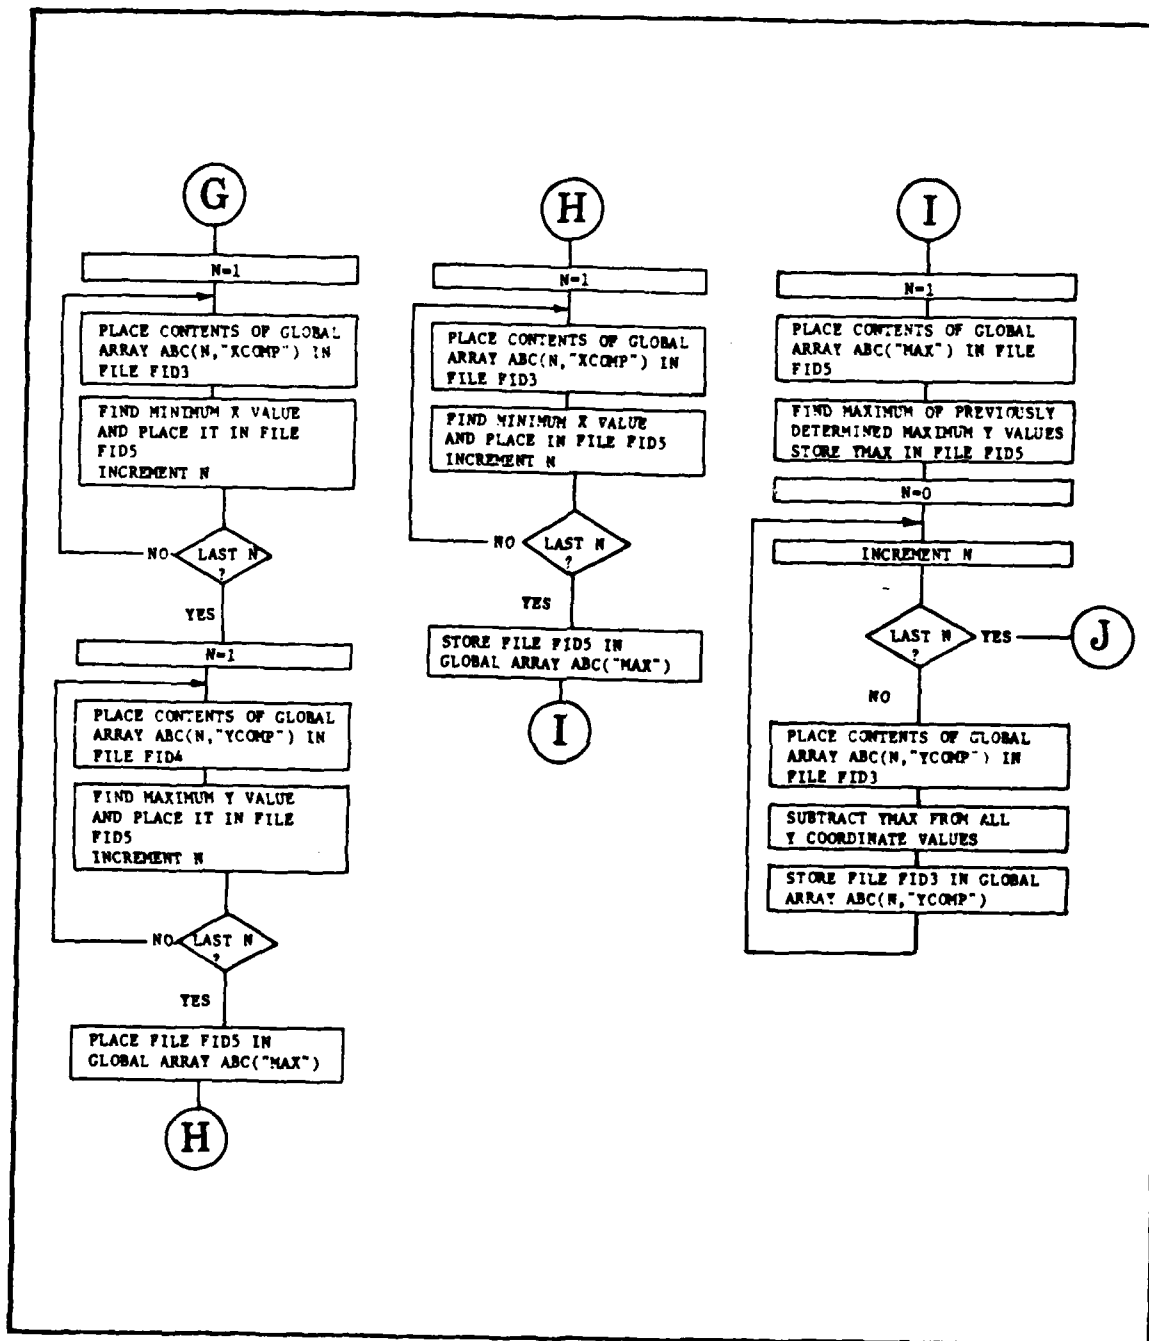 G
N=1
PLACE CONTENTS OF GLOBAL
ARRAY ABC(N,"XCOMP") IN
FILE FID3
FIND MINIMUM X VALUE
AND PLACE IT IN FILE
FID5
INCREMENT N
NO
LAST N
?
YES
N=1
PLACE CONTENTS OF GLOBAL
ARRAY ABC(N,"YCOMP") IN
FILE FID4
FIND MAXIMUM Y VALUE
AND PLACE IT IN FILE
FID5
INCREMENT N
NO
LAST N
?
YES
PLACE FILE FID5 IN
GLOBAL ARRAY ABC("MAX")
H
H
N=1
PLACE CONTENTS OF GLOBAL
ARRAY ABC(N,"XCOMP") IN
FILE FID3
FIND MINIMUM X VALUE
AND PLACE IN FILE FID5
INCREMENT N
NO
LAST N
?
YES
STORE FILE FID5 IN
GLOBAL ARRAY ABC("MAX")
I
I
N=1
PLACE CONTENTS OF GLOBAL
ARRAY ABC("MAX") IN FILE
FID5
FIND MAXIMUM OF PREVIOUSLY
DETERMINED MAXIMUM Y VALUES
STORE YMAX IN FILE FID5
N=0
INCREMENT N
LAST N
?
YES
J
NO
PLACE CONTENTS OF GLOBAL
ARRAY ABC(N,"YCOMP") IN
FILE FID3
SUBTRACT YMAX FROM ALL
Y COORDINATE VALUES
STORE FILE FID3 IN GLOBAL
ARRAY ABC(N,"YCOMP")